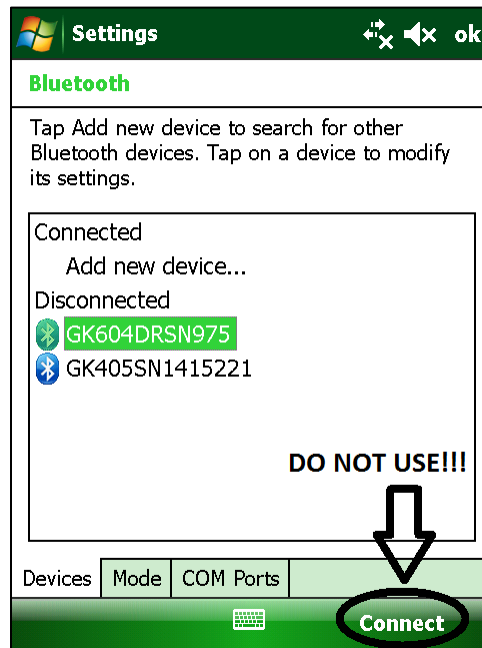 Settings ok
Bluetooth
Tap Add new device to search for other
Bluetooth devices. Tap on a device to modify
its settings.
Connected
Add new device...
Disconnected
GK604DRSN975
GK405SN1415221
DO NOT USE!!!
Devices Mode COM Ports
Connect